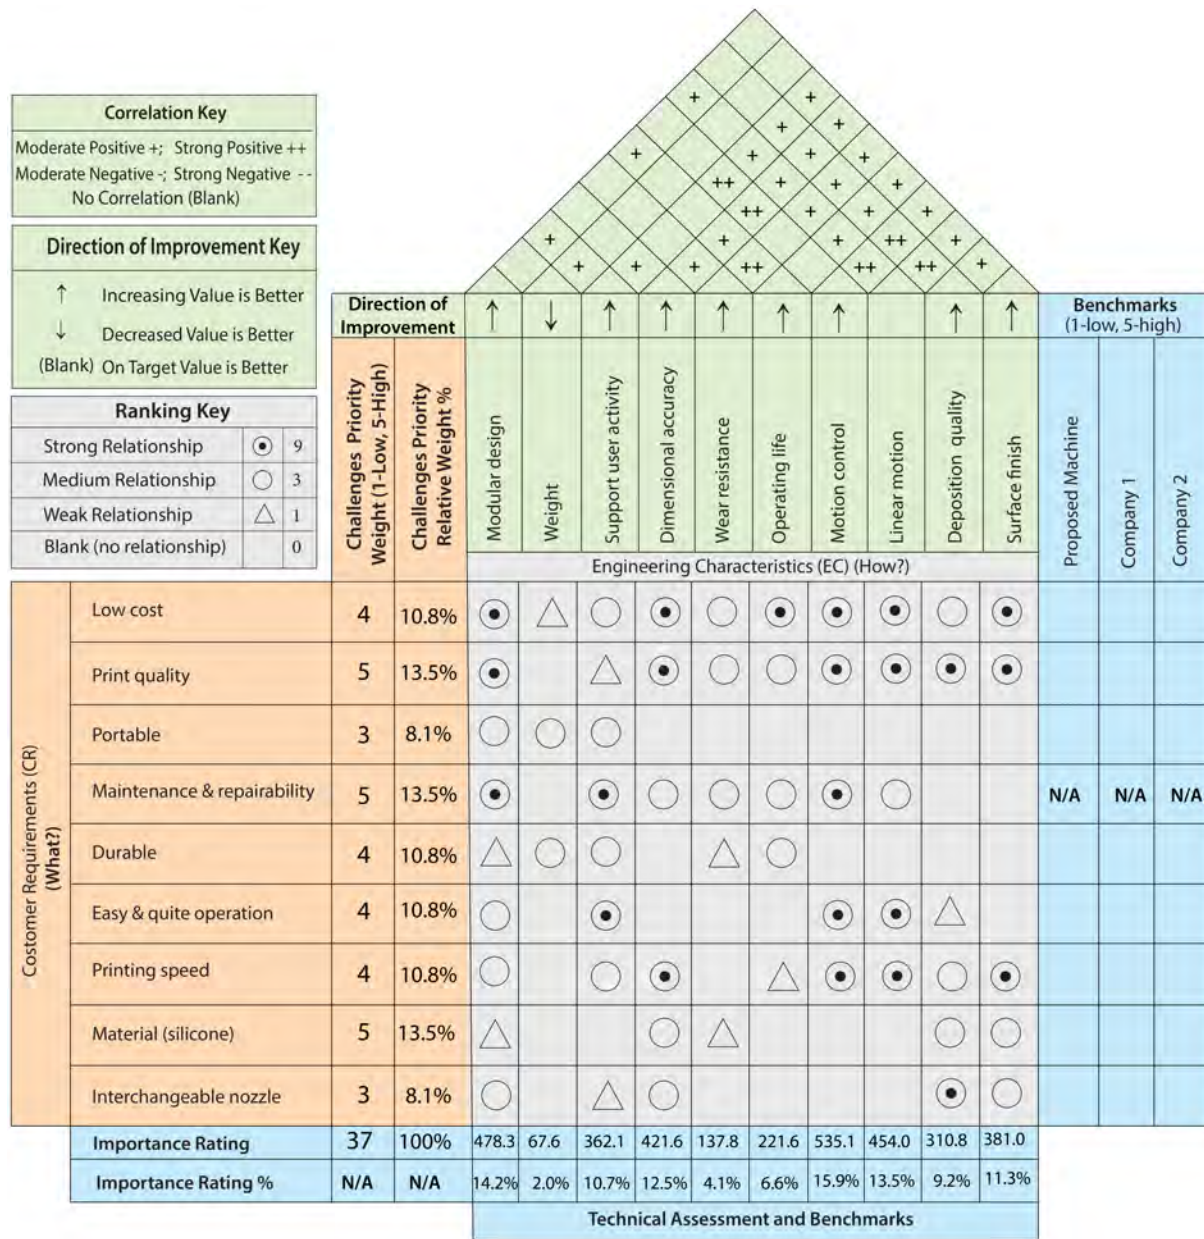 Correlation Key
Moderate Positive +; Strong Positive ++
Moderate Negative -; Strong Negative --
No Correlation (Blank)
Direction of Improvement Key
↑ Increasing Value is Better
↓ Decreased Value is Better
(Blank) On Target Value is Better
Ranking Key
Strong Relationship 9
Medium Relationship 3
Weak Relationship 1
Blank (no relationship) 0
+ +
+ +
+ + +
++ + +
++ + + +
+ + + ++ +
+ + + ++ ++ ++ +
Direction of
Improvement
↑ ↓ ↑ ↑ ↑ ↑ ↑ ↑ ↑
Benchmarks
(1-low, 5-high)
Challenges Priority
Weight (1-Low, 5-High)
Challenges Priority
Relative Weight %
Modular design
Weight
Support user activity
Dimensional accuracy
Wear resistance
Operating life
Motion control
Linear motion
Deposition quality
Surface finish
Proposed Machine
Company 1
Company 2
Engineering Characteristics (EC) (How?)
Costomer Requirements (CR)
(What?)
Low cost 4 10.8%
Print quality 5 13.5%
Portable 3 8.1%
Maintenance & repairability 5 13.5% N/A N/A N/A
Durable 4 10.8%
Easy & quite operation 4 10.8%
Printing speed 4 10.8%
Material (silicone) 5 13.5%
Interchangeable nozzle 3 8.1%
Importance Rating 37 100% 478.3 67.6 362.1 421.6 137.8 221.6 535.1 454.0 310.8 381.0
Importance Rating % N/A N/A 14.2% 2.0% 10.7% 12.5% 4.1% 6.6% 15.9% 13.5% 9.2% 11.3%
Technical Assessment and Benchmarks